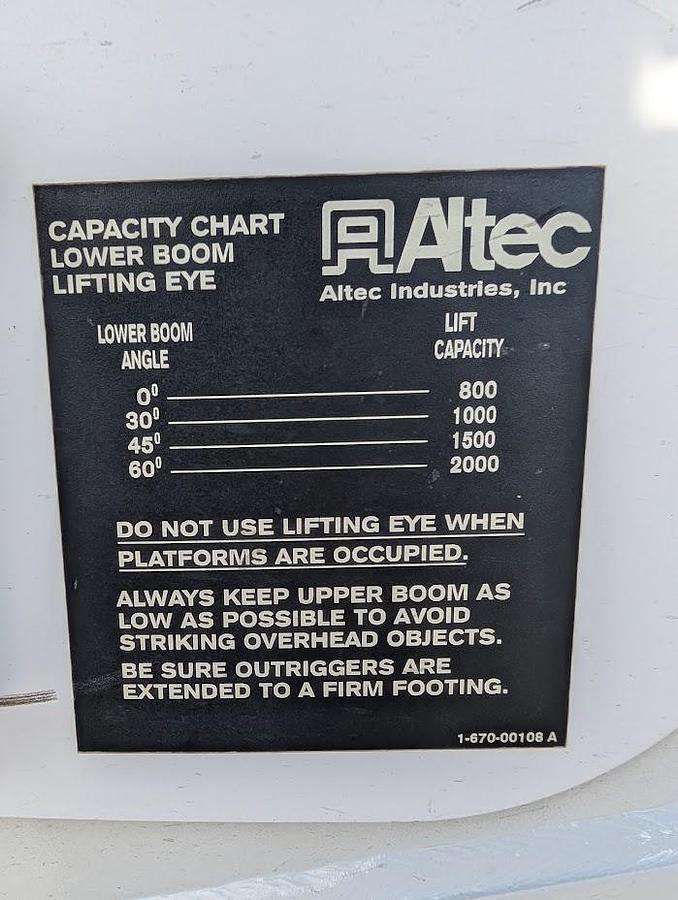 CAPACITY CHART
LOWER BOOM
LIFTING EYE
Altec
Altec Industries, Inc
LOWER BOOM
ANGLE
LIFT
CAPACITY
0⁰ 800
30⁰ 1000
45⁰ 1500
60⁰ 2000
DO NOT USE LIFTING EYE WHEN
PLATFORMS ARE OCCUPIED.
ALWAYS KEEP UPPER BOOM AS
LOW AS POSSIBLE TO AVOID
STRIKING OVERHEAD OBJECTS.
BE SURE OUTRIGGERS ARE
EXTENDED TO A FIRM FOOTING.
1-670-00108 A